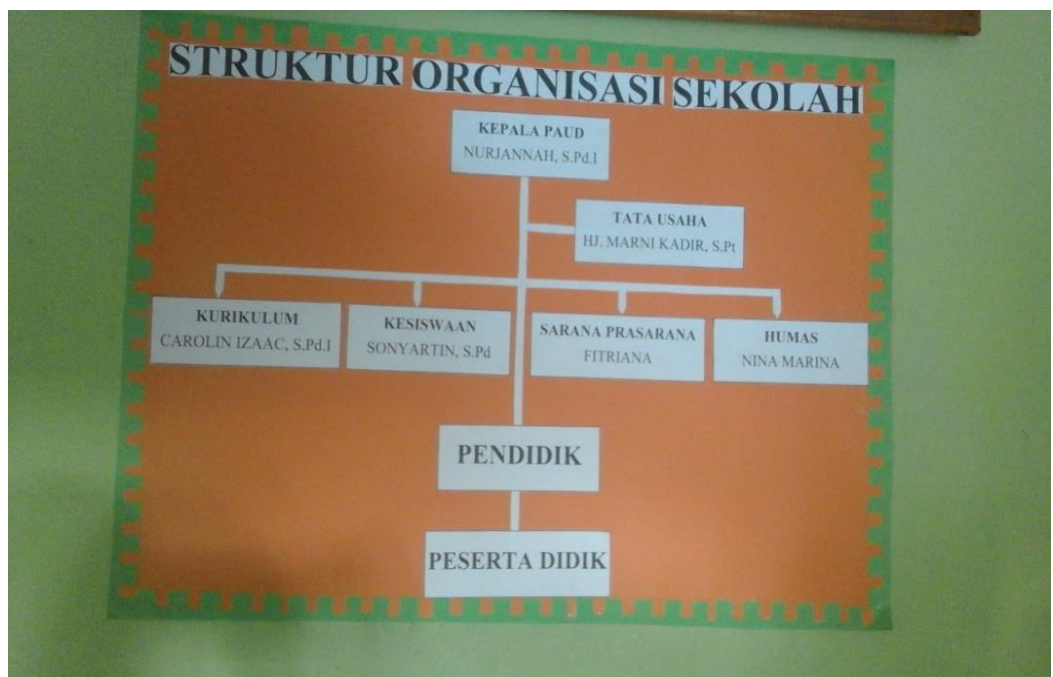 STRUKTUR ORGANISASI SEKOLAH
KEPALA PAUD
NURJANNAH, S.Pd.I
TATA USAHA
HJ. MARNI KADIR, S.Pt
KURIKULUM
CAROLIN IZAAC, S.Pd.I
KESISWAAN
SONYARTIN, S.Pd
SARANA PRASARANA
FITRIANA
HUMAS
NINA MARINA
PENDIDIK
PESERTA DIDIK